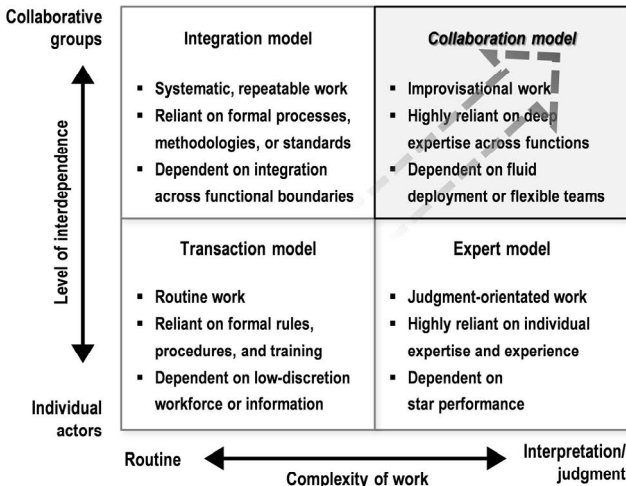 Collaborative
groups
Integration model
▪ Systematic, repeatable work
▪ Reliant on formal processes,
methodologies, or standards
▪ Dependent on integration
across functional boundaries
Collaboration model
▪ Improvisational work
▪ Highly reliant on deep
expertise across functions
▪ Dependent on fluid
deployment or flexible teams
Level of interdependence
Transaction model
▪ Routine work
▪ Reliant on formal rules,
procedures, and training
▪ Dependent on low-discretion
workforce or information
Expert model
▪ Judgment-orientated work
▪ Highly reliant on individual
expertise and experience
▪ Dependent on
star performance
Individual
actors
Routine
Complexity of work
Interpretation/
judgment